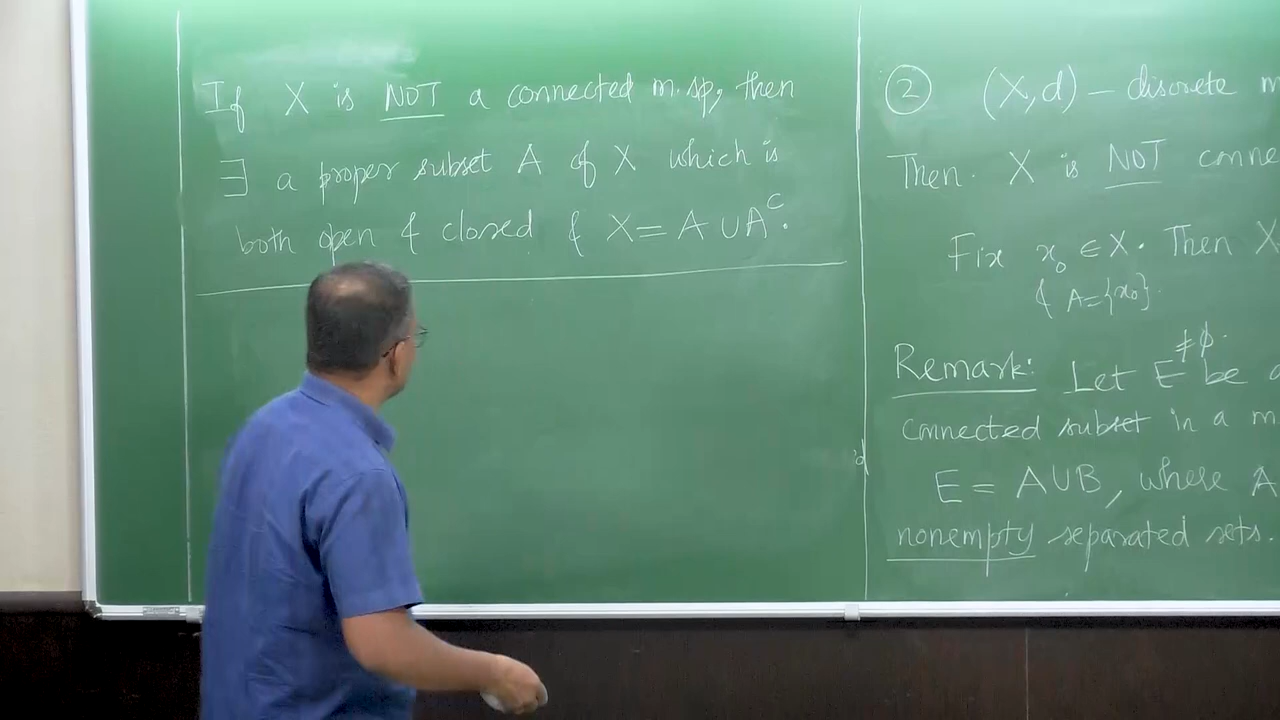 If X is NOT a connected m.sp, then
∃ a proper subset A of X which is
both open & closed & X = A ∪ Aᶜ.
② (X,d) – discrete m
Then. X is NOT conne
Fix x₀ ∈ X. Then X
& A={x₀}.
≠ϕ.
Remark: Let E be a
connected subset in a m
E = A∪B, where A
nonempty separated sets.